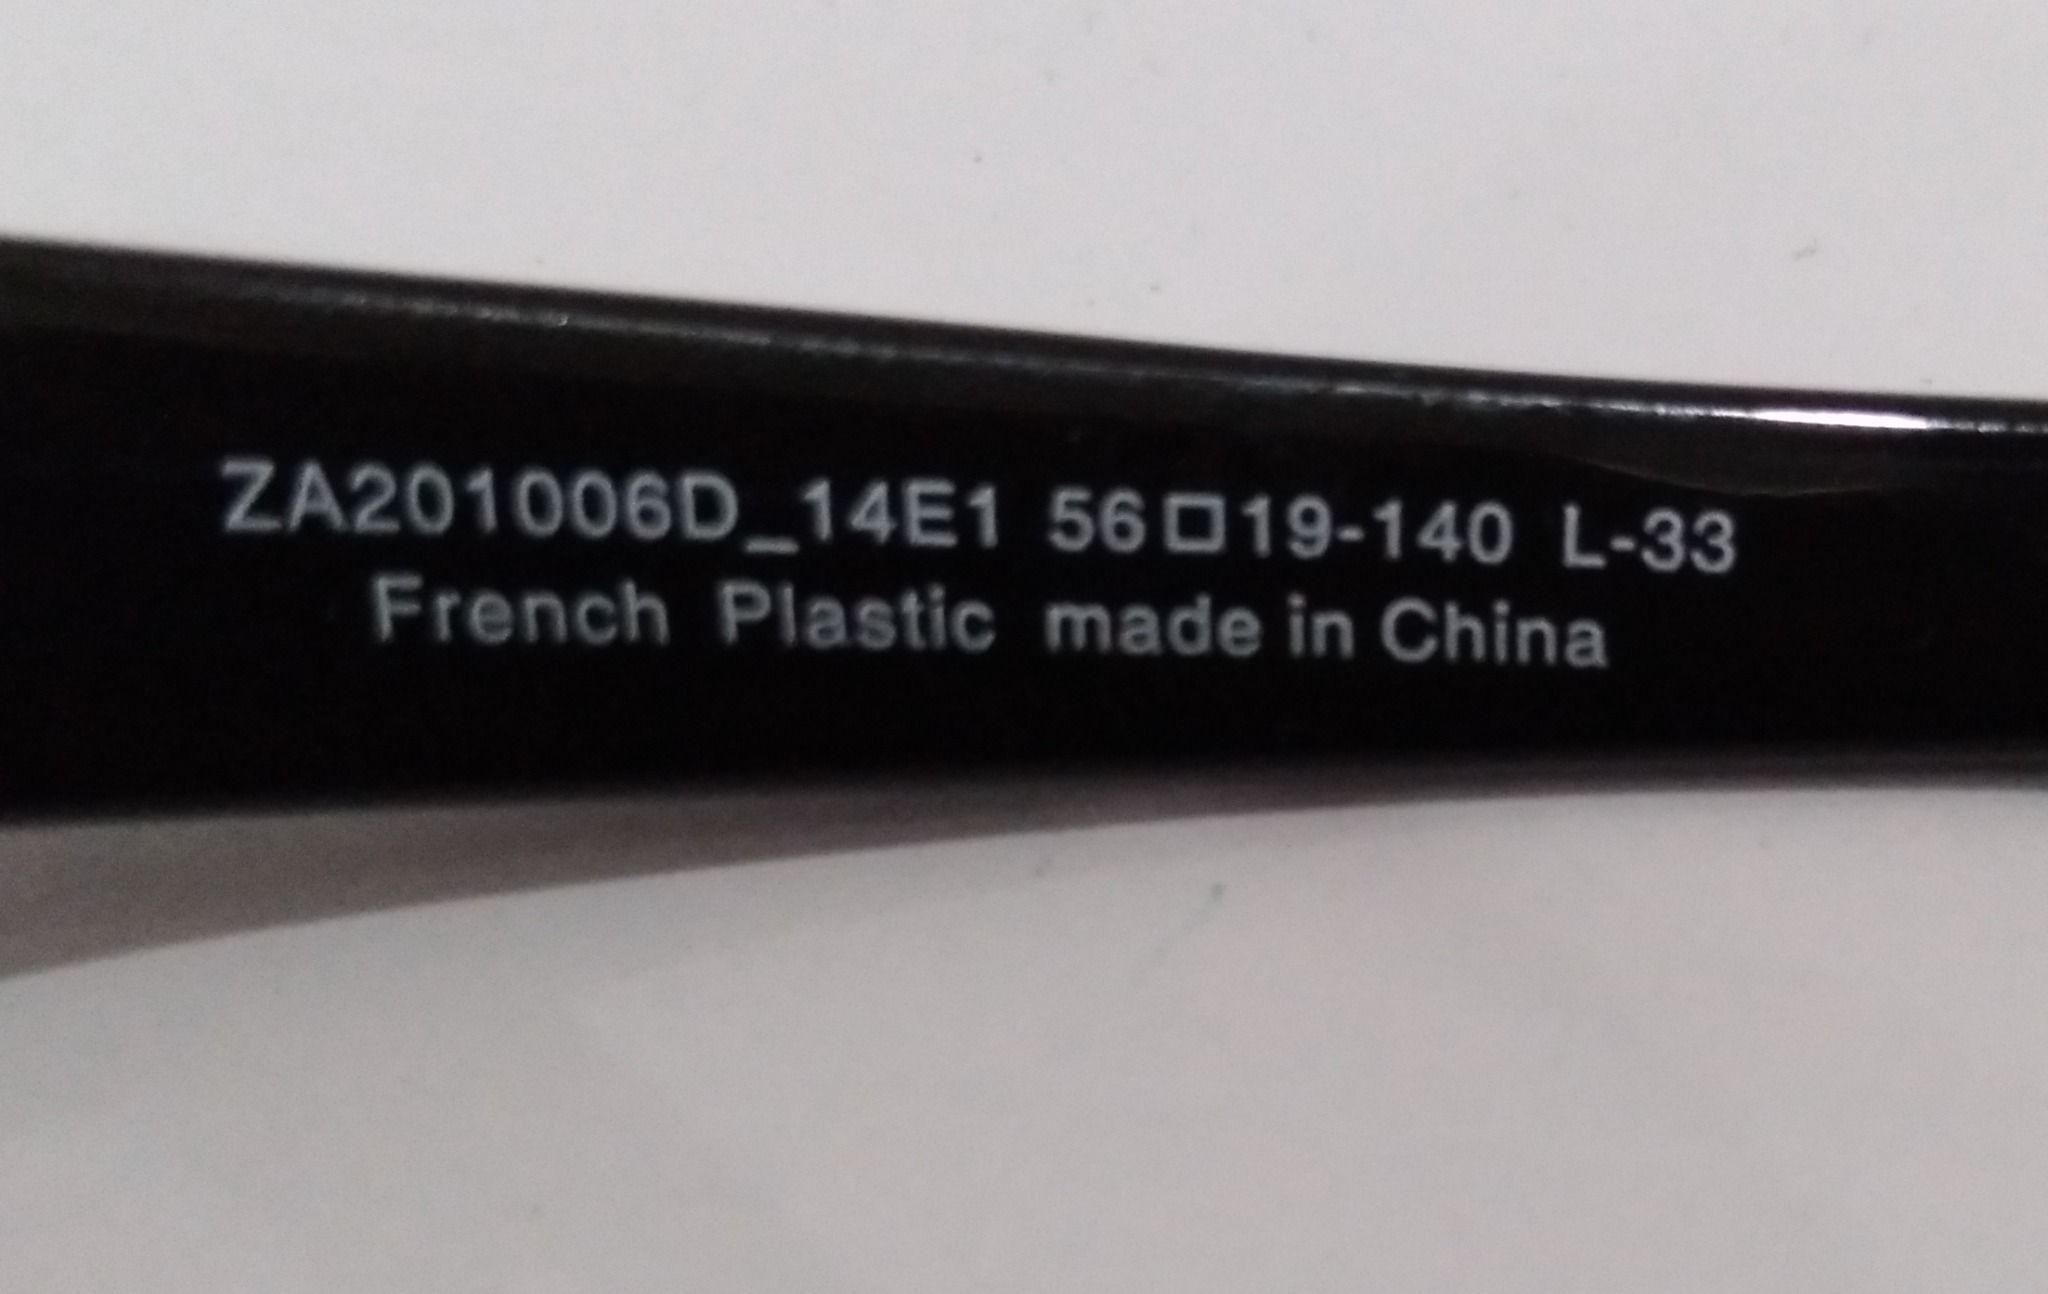 ZA201006D_14E1 56□19-140 L-33
French Plastic made in China